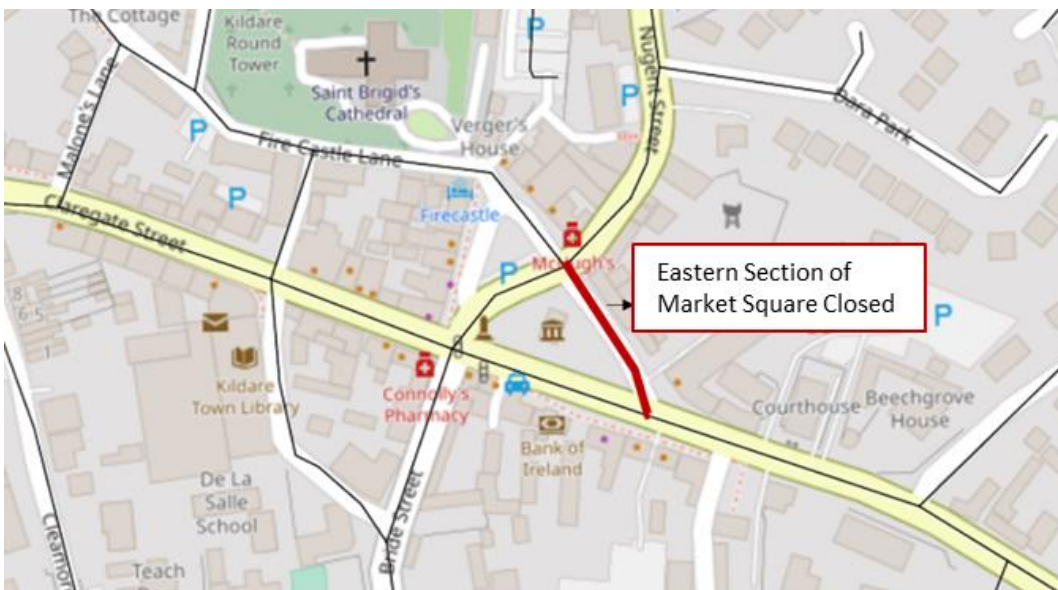 The Cottage
Kildare
Round
Tower
Saint Brigid's
Cathedral
Verger's
House
Nugent Street
Dara Park
Malone's Lane
Fire Castle Lane
Firecastle
Claregate Street
McHugh's
Eastern Section of
Market Square Closed
Kildare
Town Library
Connolly's
Pharmacy
Bank of
Ireland
Courthouse
Beechgrove
House
De La
Salle
School
Bride Street
Teach
P
P
P
P
P
P